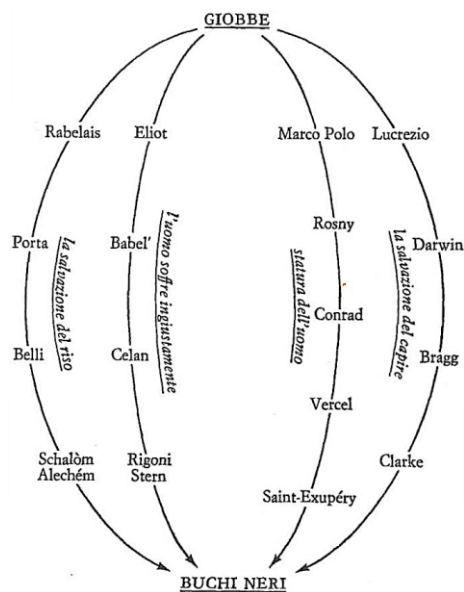 GIOBBE
Rabelais
Eliot
Marco Polo
Lucrezio
Porta
Babel'
Rosny
Darwin
la salvazione del riso
l'uomo soffre ingiustamente
statura dell'uomo
la salvazione del capire
Belli
Celan
Conrad
Bragg
Vercel
Schalòm
Alechém
Rigoni
Stern
Clarke
Saint-Exupéry
BUCHI NERI